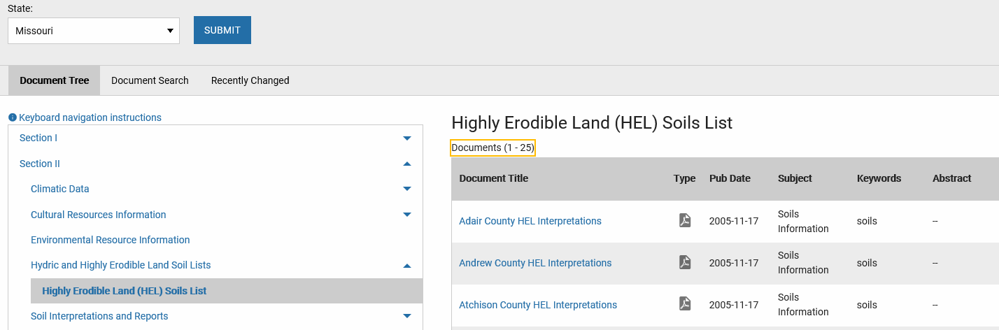 State:
Missouri
SUBMIT
Document Tree
Document Search
Recently Changed
Keyboard navigation instructions
Section I
Section II
Climatic Data
Cultural Resources Information
Environmental Resource Information
Hydric and Highly Erodible Land Soil Lists
Highly Erodible Land (HEL) Soils List
Soil Interpretations and Reports
Highly Erodible Land (HEL) Soils List
Documents (1 - 25)
Document Title Type Pub Date Subject Keywords Abstract
Adair County HEL Interpretations 2005-11-17 Soils Information soils --
Andrew County HEL Interpretations 2005-11-17 Soils Information soils --
Atchison County HEL Interpretations 2005-11-17 Soils Information soils --